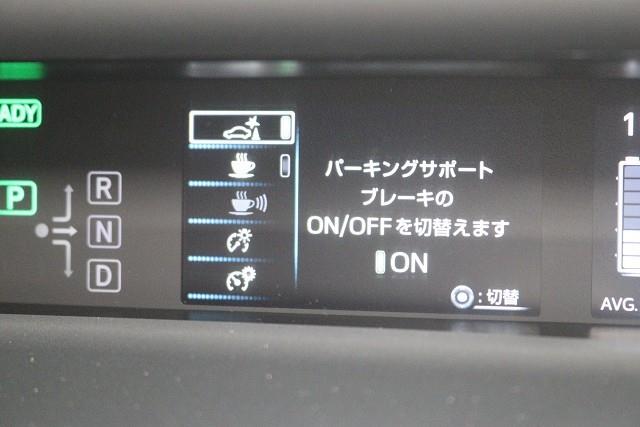 ADY
P
R
N
D
パーキングサポート
ブレーキの
ON/OFFを切替えます
ON
:切替
1
AVG.